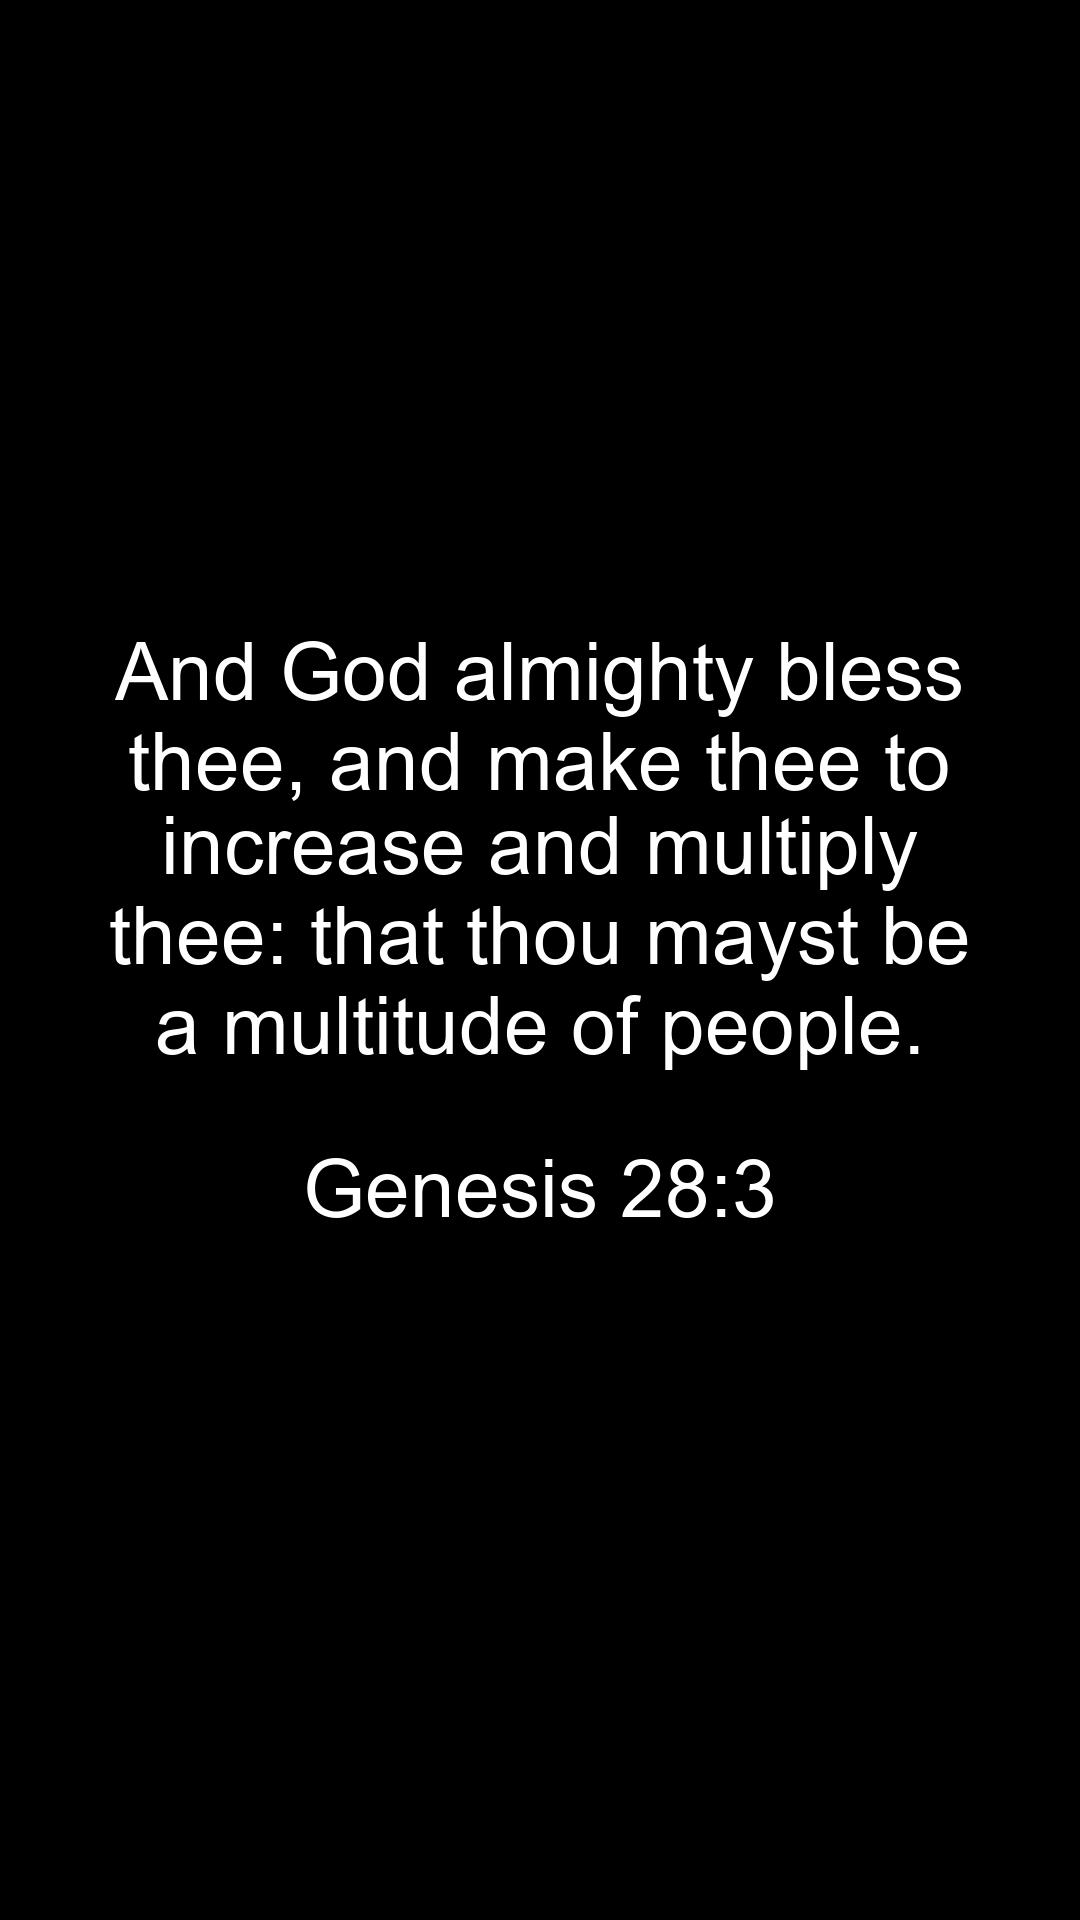 And God almighty bless
thee, and make thee to
increase and multiply
thee: that thou mayst be
a multitude of people.
Genesis 28:3